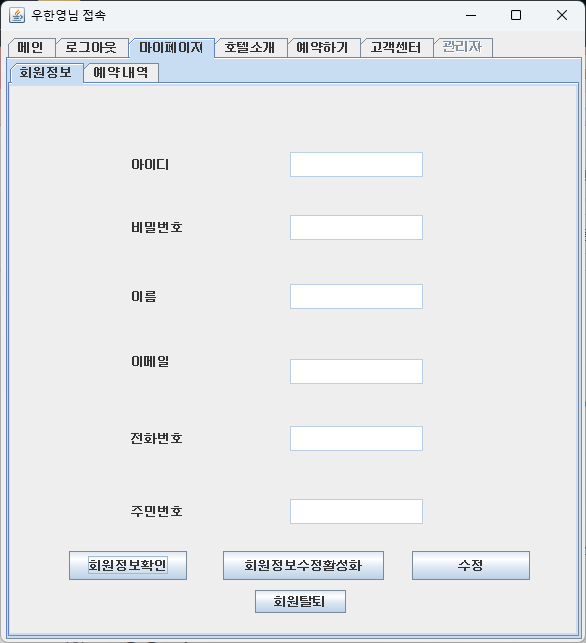 우한영님 접속
메인 로그아웃 마이페이저 호텔소개 예약하기 고객센터 관리자
회원정보 예약내역
아이디
비밀번호
이름
이메일
전화번호
주민번호
회원정보확인 회원정보수정활성화 수정
회원탈퇴